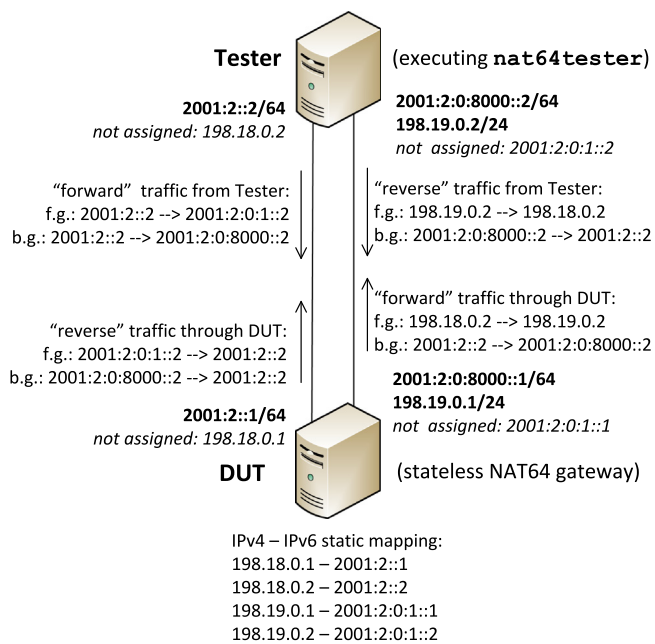 Tester (executing nat64tester)
2001:2::2/64
not assigned: 198.18.0.2
2001:2:0:8000::2/64
198.19.0.2/24
not assigned: 2001:2:0:1::2
“forward” traffic from Tester:
f.g.: 2001:2::2 --> 2001:2:0:1::2
b.g.: 2001:2::2 --> 2001:2:0:8000::2
“reverse” traffic from Tester:
f.g.: 198.19.0.2 --> 198.18.0.2
b.g.: 2001:2:0:8000::2 --> 2001:2::2
“reverse” traffic through DUT:
f.g.: 2001:2:0:1::2 --> 2001:2::2
b.g.: 2001:2:0:8000::2 --> 2001:2::2
“forward” traffic through DUT:
f.g.: 198.18.0.2 --> 198.19.0.2
b.g.: 2001:2::2 --> 2001:2:0:8000::2
2001:2::1/64
not assigned: 198.18.0.1
2001:2:0:8000::1/64
198.19.0.1/24
not assigned: 2001:2:0:1::1
DUT (stateless NAT64 gateway)
IPv4 – IPv6 static mapping:
198.18.0.1 – 2001:2::1
198.18.0.2 – 2001:2::2
198.19.0.1 – 2001:2:0:1::1
198.19.0.2 – 2001:2:0:1::2